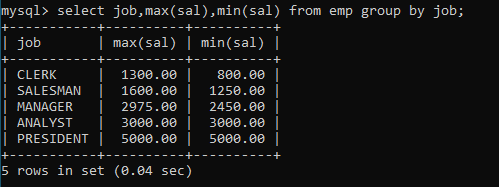 mysql> select job,max(sal),min(sal) from emp group by job;
+-----------+----------+----------+
| job       | max(sal) | min(sal) |
+-----------+----------+----------+
| CLERK     |  1300.00 |   800.00 |
| SALESMAN  |  1600.00 |  1250.00 |
| MANAGER   |  2975.00 |  2450.00 |
| ANALYST   |  3000.00 |  3000.00 |
| PRESIDENT |  5000.00 |  5000.00 |
+-----------+----------+----------+
5 rows in set (0.04 sec)